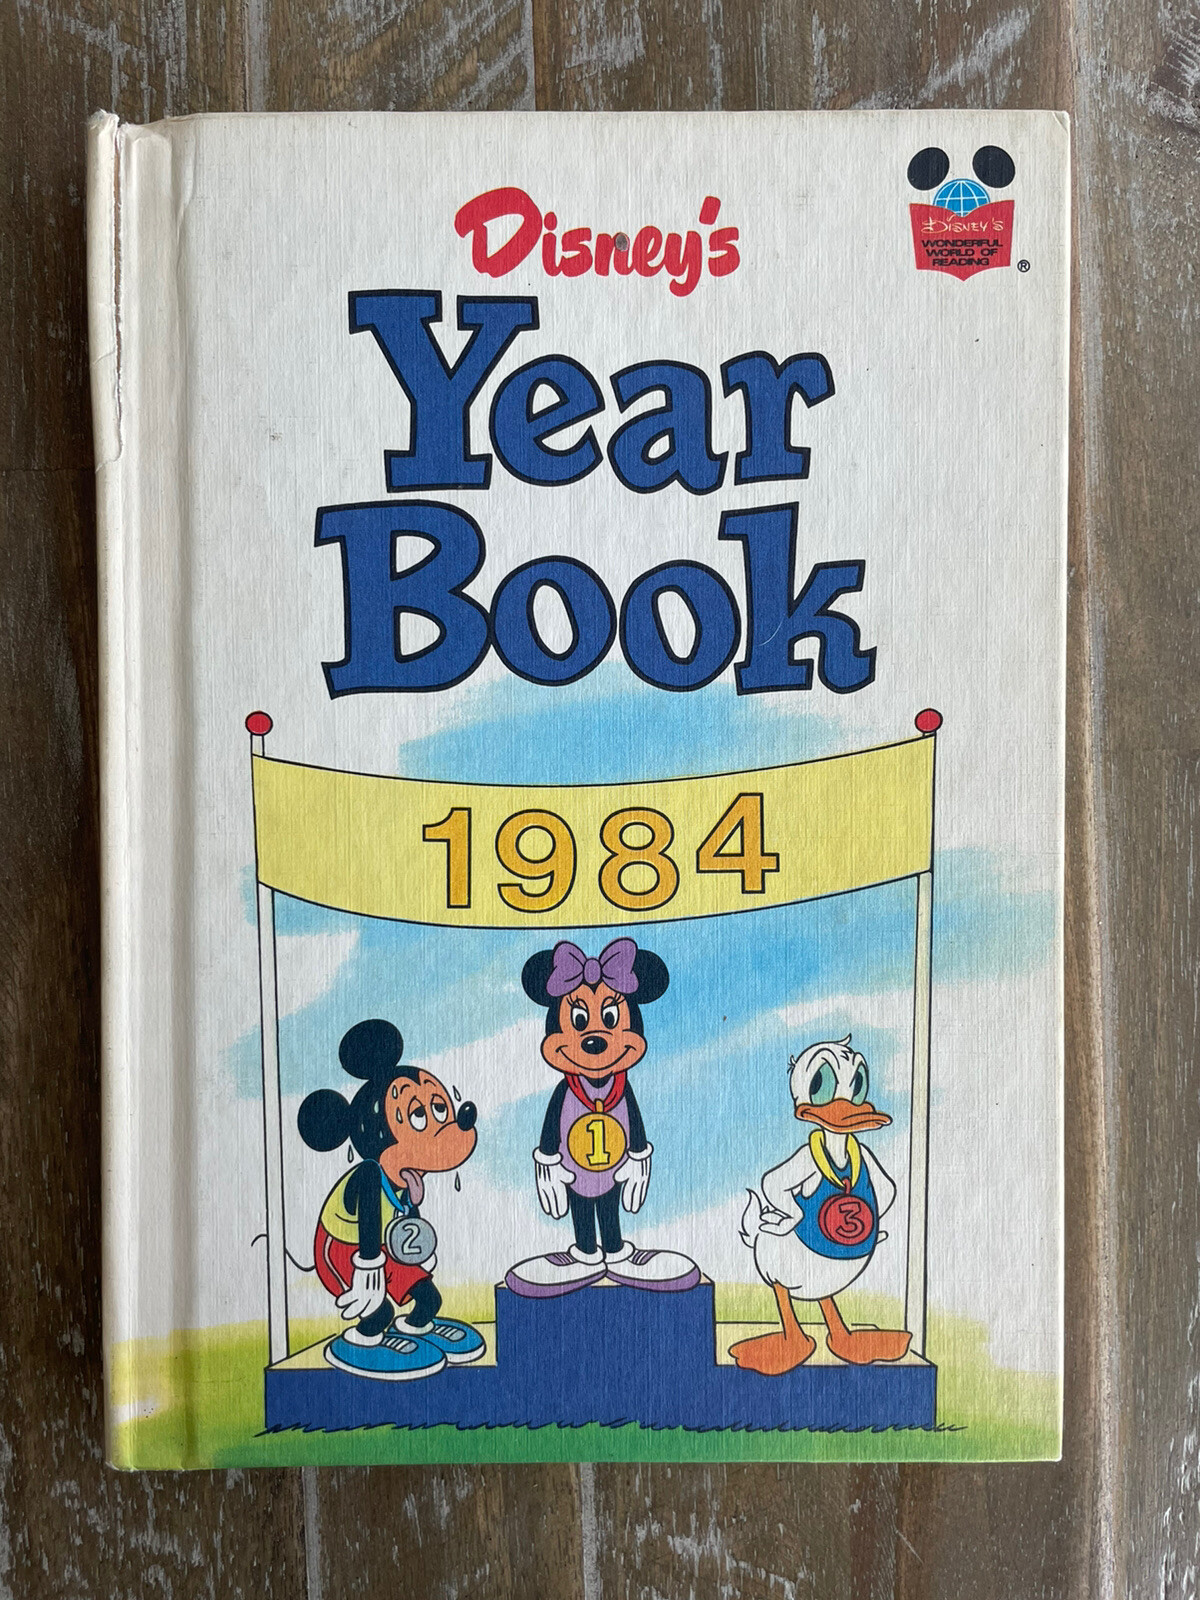 Disney's
Year
Book
DISNEY'S
WONDERFUL
WORLD OF
READING
®
1984
1
2
3